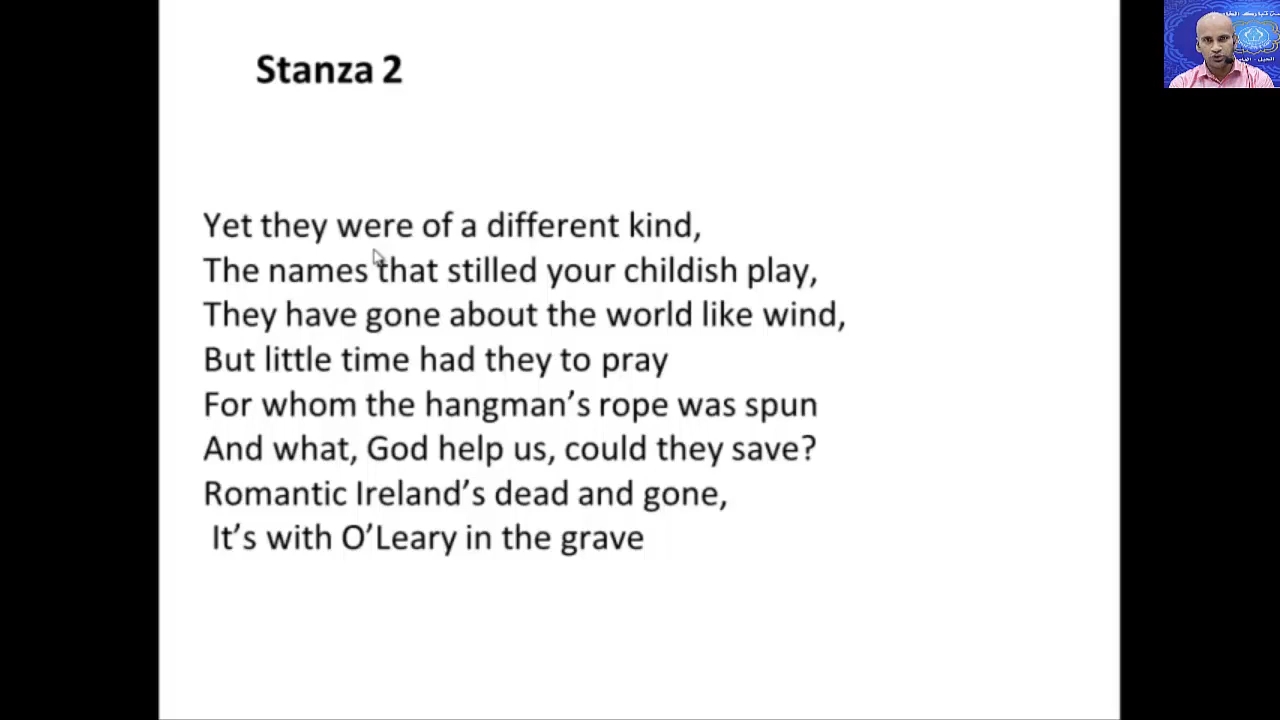 Stanza 2
Yet they were of a different kind,
The names that stilled your childish play,
They have gone about the world like wind,
But little time had they to pray
For whom the hangman’s rope was spun
And what, God help us, could they save?
Romantic Ireland’s dead and gone,
It’s with O’Leary in the grave